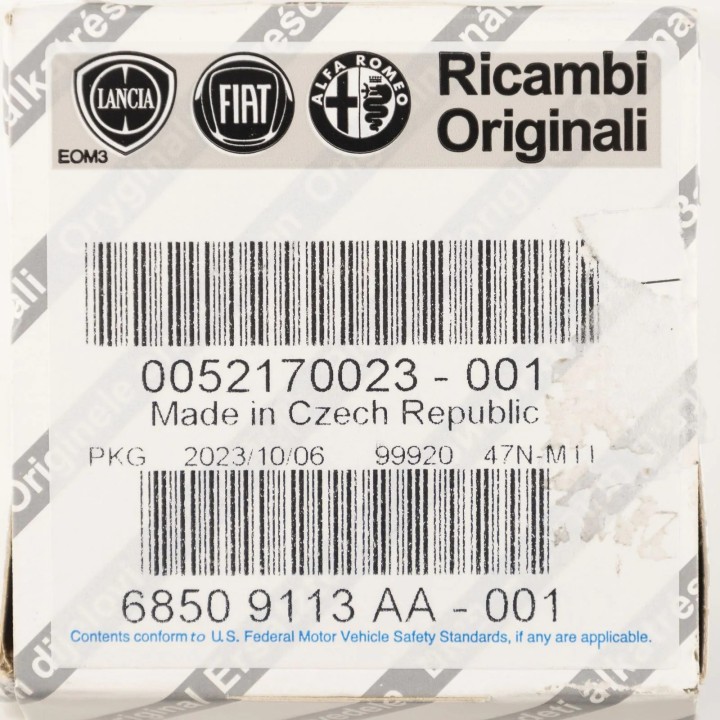 LANCIA
FIAT
ALFA ROMEO
Ricambi
Originali
EOM3
0052170023 - 001
Made in Czech Republic
PKG 2023/10/06 99920 47N-M11
6850 9113 AA - 001
Contents conform to U.S. Federal Motor Vehicle Safety Standards, if any are applicable.